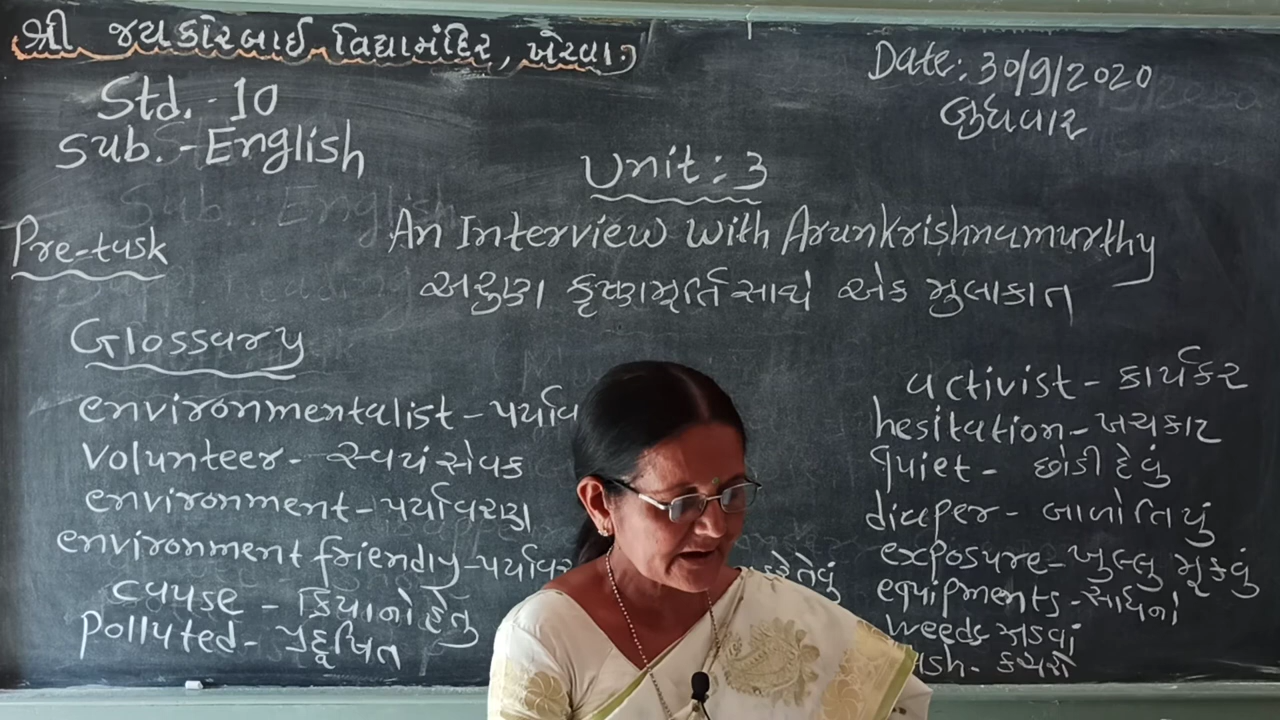 શ્રી જયકોરબાઈ વિદ્યામંદિર, ખેરવા.
Date: 30/9/2020
બુધવાર
Std. - 10
Sub. - English
Unit : 3
Pre-task
An Interview with Arunkrishnamurthy
અરુણ કૃષ્ણમૂર્તિ સાથે એક મુલાકાત
Glossary
environmentalist - પર્યાવ
volunteer - સ્વયંસેવક
environment - પર્યાવરણ
environment friendly - પર્યાવર
cause - ક્રિયાનો હેતુ
polluted - પ્રદૂષિત
activist - કાર્યકર
hesitation - ખચકાટ
quiet - છોડી દેવું
diaper - બાળોતિયું
exposure - ખુલ્લુ મૂકવું
equipments - સાધનો
weeds
ash - કચરો